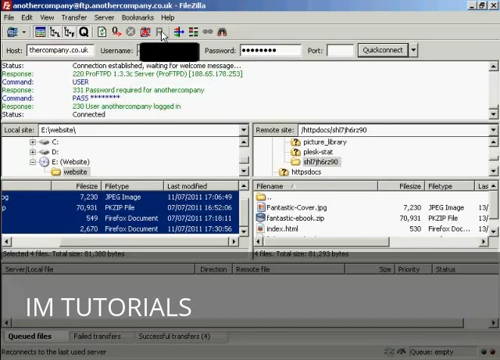 anothercompany@ftp.anothercompany.co.uk - FileZilla
File Edit View Transfer Server Bookmarks Help
Host: thercompany.co.uk Username: Password: ●●●●●●●● Port: Quickconnect
Status: Connection established, waiting for welcome message...
Response: 220 ProFTPD 1.3.3c Server (ProFTPD) [188.65.178.253]
Command: USER
Response: 331 Password required for anothercompany
Command: PASS ********
Response: 230 User anothercompany logged in
Status: Connected
Local site: E:\website\
C:
D:
E: (Website)
website
Remote site: /httpdocs/shl7jh6rz90
picture_library
plesk-stat
shl7jh6rz90
httpdocs
Filesize Filetype Last modified
pg 7,230 JPEG Image 11/07/2011 17:06:49
p 70,931 PKZIP File 07/07/2011 16:52:06
549 Firefox Document 07/07/2011 17:18:11
2,670 Firefox Document 11/07/2011 17:30:56
Selected 4 files. Total size: 81,380 bytes
Filename Filesize Filetype Last
..
Fantastic-Cover.jpg 7,230 JPEG Image 13/
fantastic-ebook.zip 70,931 PKZIP File 13/
index.html 530 Firefox Document 13/
4 files. Total size: 81,293 bytes
Server/Local file Direction Remote file Size Priority Status
IM TUTORIALS
Queued files Failed transfers Successful transfers (4)
Reconnects to the last used server Queue: empty